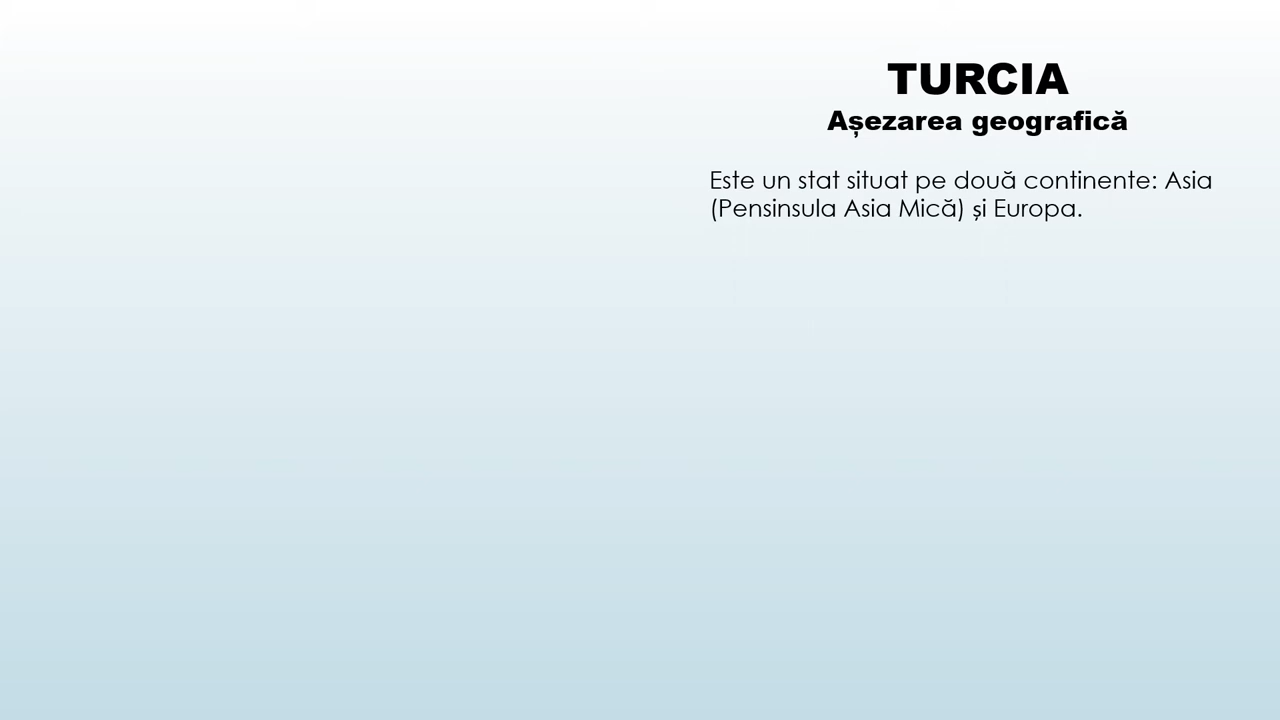 TURCIA
Așezarea geografică
Este un stat situat pe două continente: Asia
(Pensinsula Asia Mică) și Europa.